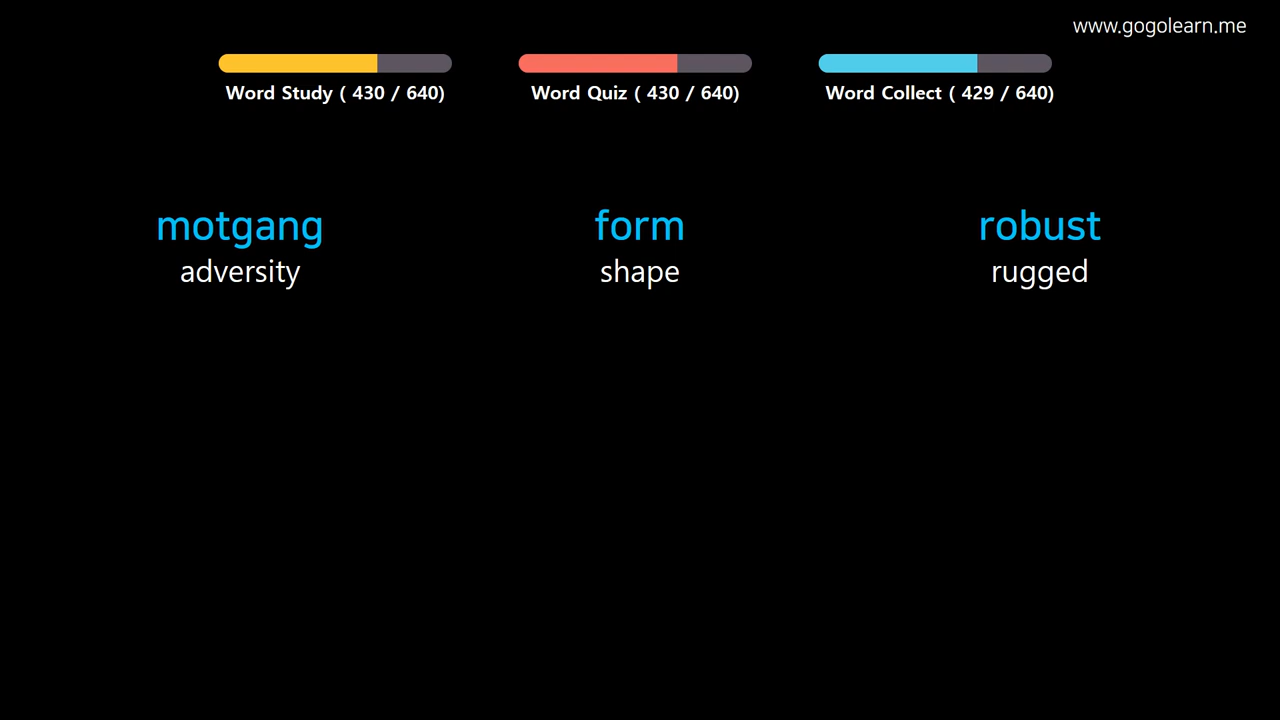 www.gogolearn.me
Word Study ( 430 / 640)
Word Quiz ( 430 / 640)
Word Collect ( 429 / 640)
motgang
form
robust
adversity
shape
rugged